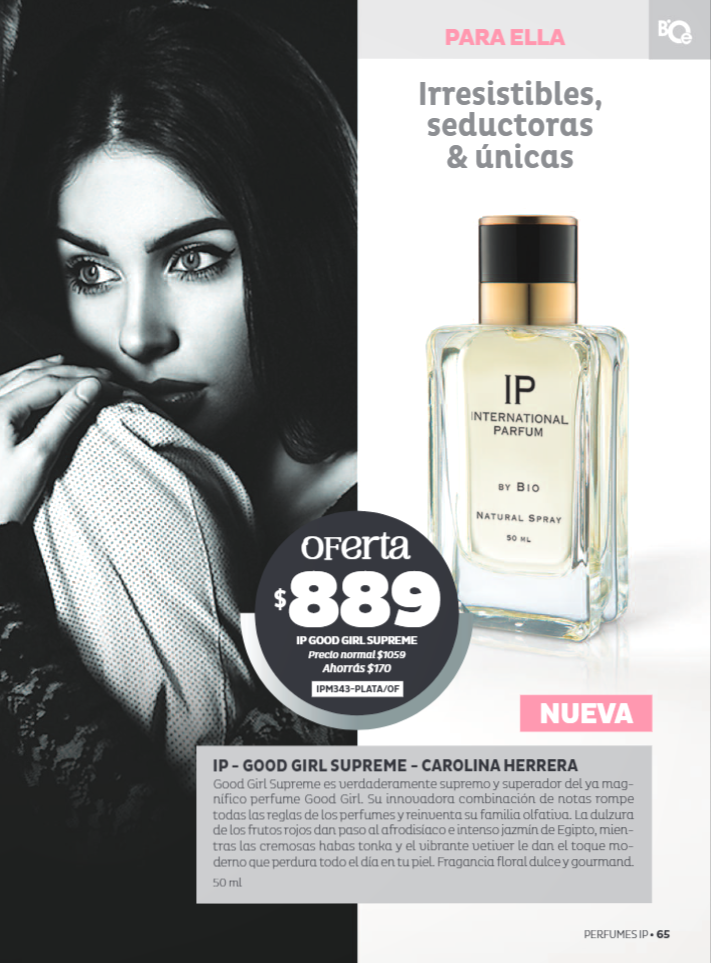 PARA ELLA
BiOe
Irresistibles,
seductoras
& únicas
IP
INTERNATIONAL
PARFUM
BY BIO
NATURAL SPRAY
50 ML
OFerta
$889
IP GOOD GIRL SUPREME
Precio normal $1059
Ahorrás $170
IPM343-PLATA/OF
NUEVA
IP - GOOD GIRL SUPREME - CAROLINA HERRERA
Good Girl Supreme es verdaderamente supremo y superador del ya mag-
nífico perfume Good Girl. Su innovadora combinación de notas rompe
todas las reglas de los perfumes y reinventa su familia olfativa. La dulzura
de los frutos rojos dan paso al afrodisíaco e intenso jazmín de Egipto, mien-
tras las cremosas habas tonka y el vibrante vetiver le dan el toque mo-
derno que perdura todo el día en tu piel. Fragancia floral dulce y gourmand.
50 ml
PERFUMES IP • 65